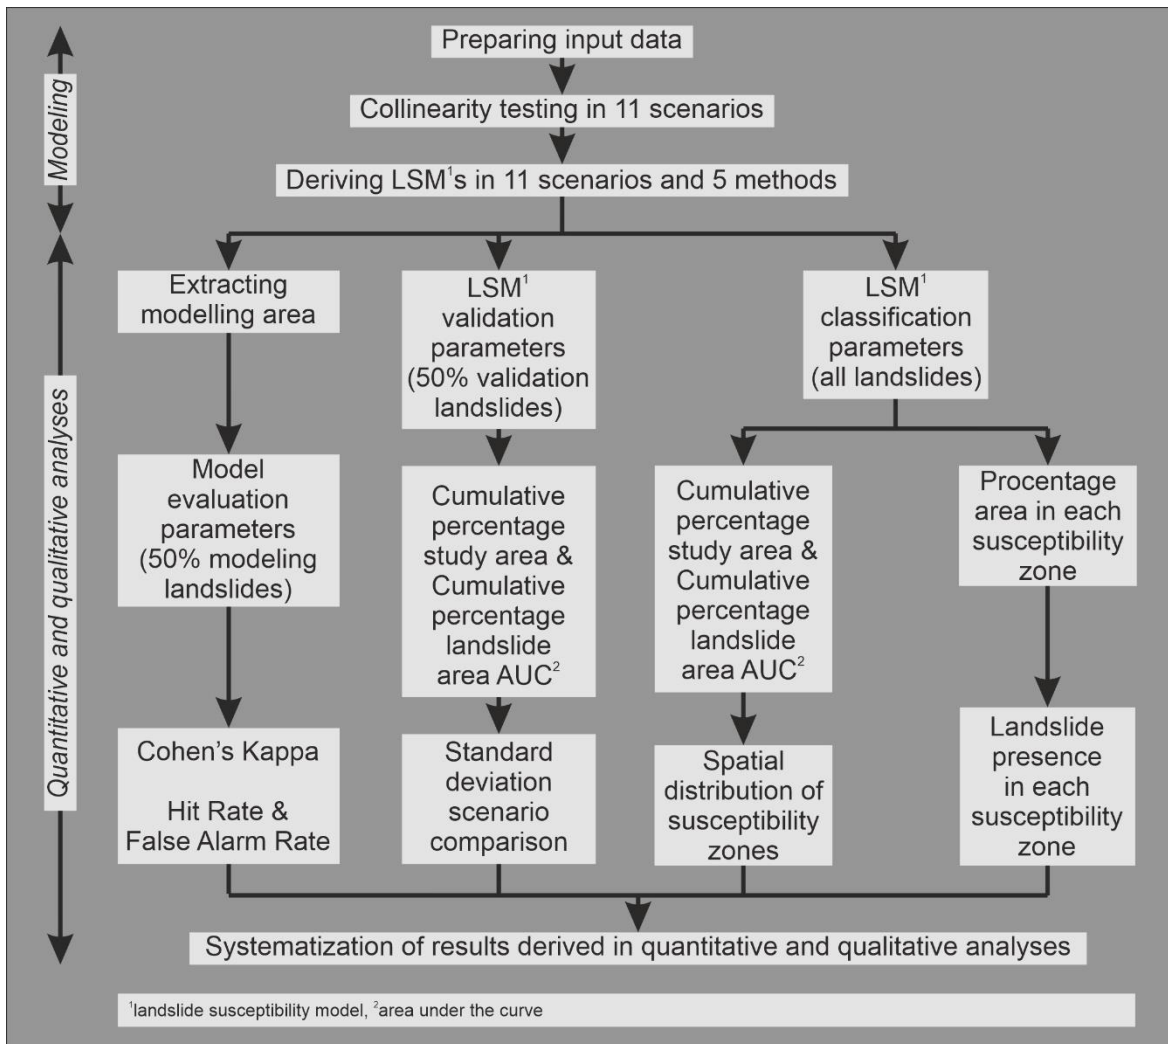 Modeling
Preparing input data
Collinearity testing in 11 scenarios
Deriving LSM¹s in 11 scenarios and 5 methods
Quantitative and qualitative analyses
Extracting
modelling area
LSM¹
validation
parameters
(50% validation
landslides)
LSM¹
classification
parameters
(all landslides)
Model
evaluation
parameters
(50% modeling
landslides)
Cumulative
percentage
study area &
Cumulative
percentage
landslide
area AUC²
Cumulative
percentage
study area &
Cumulative
percentage
landslide
area AUC²
Procentage
area in each
susceptibility
zone
Cohen's Kappa
Hit Rate &
False Alarm Rate
Standard
deviation
scenario
comparison
Spatial
distribution of
susceptibility
zones
Landslide
presence
in each
susceptibility
zone
Systematization of results derived in quantitative and qualitative analyses
¹landslide susceptibility model, ²area under the curve